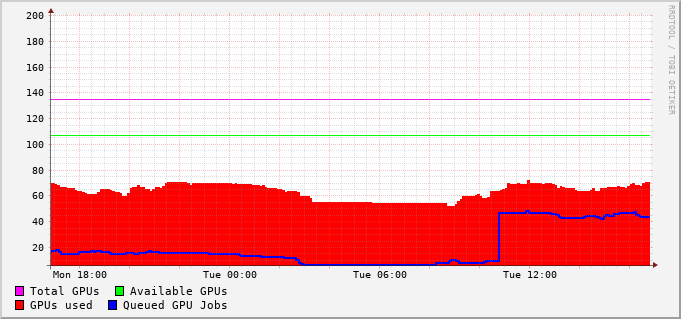 200
180
160
140
120
100
80
60
40
20
Mon 18:00 Tue 00:00 Tue 06:00 Tue 12:00
Total GPUs Available GPUs
GPUs used Queued GPU Jobs
RRDTOOL / TOBI OETIKER